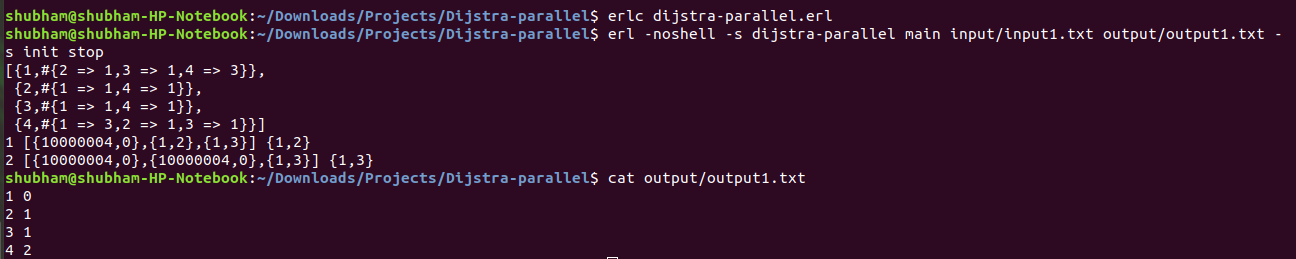 shubham@shubham-HP-Notebook:~/Downloads/Projects/Dijstra-parallel$ erlc dijstra-parallel.erl
shubham@shubham-HP-Notebook:~/Downloads/Projects/Dijstra-parallel$ erl -noshell -s dijstra-parallel main input/input1.txt output/output1.txt -
s init stop
[{1,#{2 => 1,3 => 1,4 => 3}},
 {2,#{1 => 1,4 => 1}},
 {3,#{1 => 1,4 => 1}},
 {4,#{1 => 3,2 => 1,3 => 1}}]
1 [{10000004,0},{1,2},{1,3}] {1,2}
2 [{10000004,0},{10000004,0},{1,3}] {1,3}
shubham@shubham-HP-Notebook:~/Downloads/Projects/Dijstra-parallel$ cat output/output1.txt
1 0
2 1
3 1
4 2